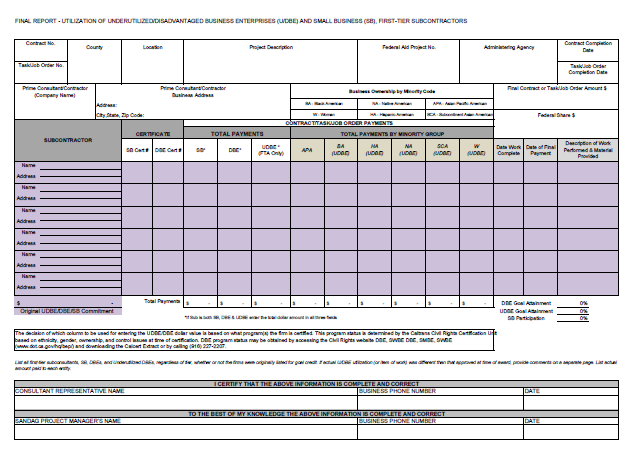 FINAL REPORT - UTILIZATION OF UNDERUTILIZED/DISADVANTAGED BUSINESS ENTERPRISES (U/DBE) AND SMALL BUSINESS (SB), FIRST-TIER SUBCONTRACTORS
Contract No. County Location Project Description Federal Aid Project No. Administering Agency Contract Completion Date
Task/Job Order No. Task/Job Order Completion Date
Prime Consultant/Contractor (Company Name) Prime Consultant/Contractor Business Address Business Ownership by Minority Code Final Contract or Task/Job Order Amount $
Address: BA - Black American NA - Native American APA - Asian Pacific American
City, State, Zip Code: W - Women HA - Hispanic American SCA - Subcontinent Asian American Federal Share $
CONTRACT/TASK/JOB ORDER PAYMENTS
SUBCONTRACTOR CERTIFICATE TOTAL PAYMENTS TOTAL PAYMENTS BY MINORITY GROUP
SB Cert # DBE Cert # SB* DBE* UDBE * (FTA Only) APA BA (UDBE) HA (UDBE) NA (UDBE) SCA (UDBE) W (UDBE) Date Work Complete Date of Final Payment Description of Work Performed & Material Provided
Name
Address
Name
Address
Name
Address
Name
Address
Name
Address
Name
Address
$ - Total Payments $ - $ - $ - $ - $ - $ - $ - $ - $ - DBE Goal Attainment 0%
Original UDBE/DBE/SB Commitment UDBE Goal Attainment 0%
*If Sub is both SB, DBE & UDBE enter the total dollar amount in all three fields SB Participation 0%
The decision of which column to be used for entering the UDBE/DBE dollar value is based on what program(s) the firm is certified. This program status is determined by the Caltrans Civil Rights Certification Unit
based on ethnicity, gender, ownership, and control issues at time of certification. DBE program status may be obtained by accessing the Civil Rights website DBE, SWBE DBE, SMBE, SWBE
(www.dot.ca.gov/hq/bep/) and downloading the Calcert Extract or by calling (916) 227-2207.
List all first-tier subconsultants, SB, DBEs, and Underutilized DBEs, regardless of tier, whether or not the firms were originally listed for goal credit. If actual UDBE utilization (or item of work) was different than that approved at time of award, provide comments on a separate page. List actual
amount paid to each entity.
I CERTIFY THAT THE ABOVE INFORMATION IS COMPLETE AND CORRECT
CONSULTANT REPRESENTATIVE NAME BUSINESS PHONE NUMBER DATE
TO THE BEST OF MY KNOWLEDGE THE ABOVE INFORMATION IS COMPLETE AND CORRECT
SANDAG PROJECT MANAGER'S NAME BUSINESS PHONE NUMBER DATE